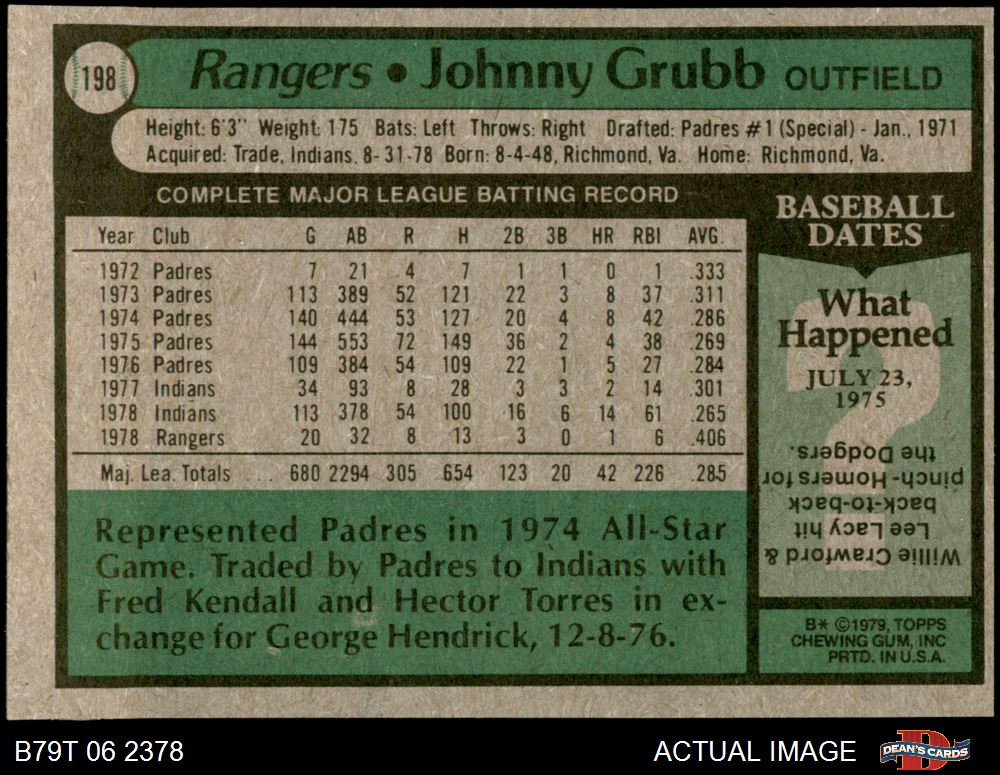 198
Rangers • Johnny Grubb OUTFIELD
Height: 6'3" Weight: 175 Bats: Left Throws: Right Drafted: Padres #1 (Special) - Jan., 1971
Acquired: Trade, Indians, 8-31-78 Born: 8-4-48, Richmond, Va. Home: Richmond, Va.
COMPLETE MAJOR LEAGUE BATTING RECORD
Year Club G AB R H 2B 3B HR RBI AVG.
1972 Padres 7 21 4 7 1 1 0 1 .333
1973 Padres 113 389 52 121 22 3 8 37 .311
1974 Padres 140 444 53 127 20 4 8 42 .286
1975 Padres 144 553 72 149 36 2 4 38 .269
1976 Padres 109 384 54 109 22 1 5 27 .284
1977 Indians 34 93 8 28 3 3 2 14 .301
1978 Indians 113 378 54 100 16 6 14 61 .265
1978 Rangers 20 32 8 13 3 0 1 6 .406
Maj. Lea. Totals ... 680 2294 305 654 123 20 42 226 .285
Represented Padres in 1974 All-Star
Game. Traded by Padres to Indians with
Fred Kendall and Hector Torres in ex-
change for George Hendrick, 12-8-76.
BASEBALL
DATES
What
Happened
JULY 23,
1975
?
Willie Crawford &
Lee Lacy hit
back-to-back
pinch-Homers for
the Dodgers.
B* ©1979, TOPPS
CHEWING GUM, INC
PRTD. IN U.S.A.
B79T 06 2378
ACTUAL IMAGE
DEAN'S CARDS